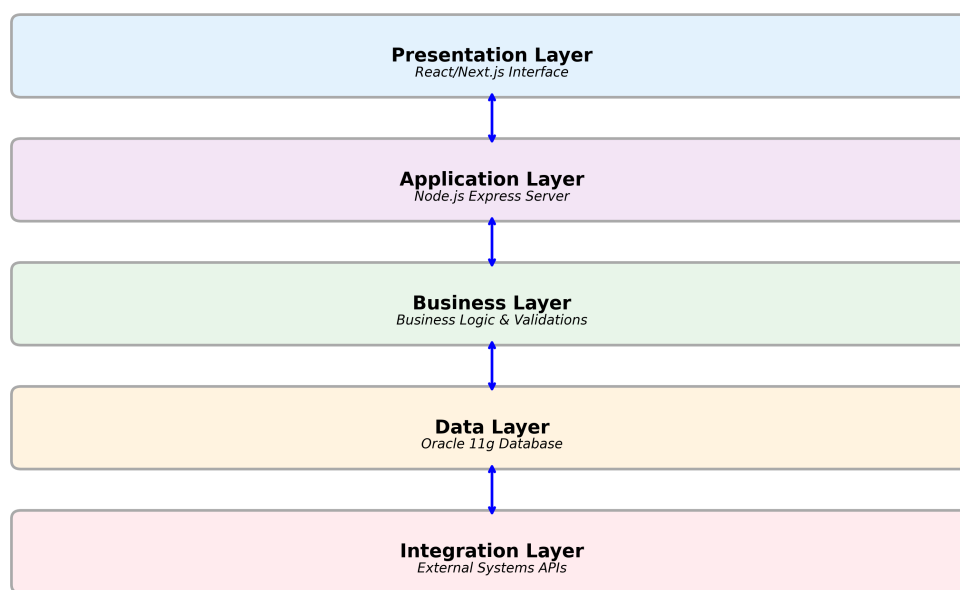 Presentation Layer
React/Next.js Interface
Application Layer
Node.js Express Server
Business Layer
Business Logic & Validations
Data Layer
Oracle 11g Database
Integration Layer
External Systems APIs